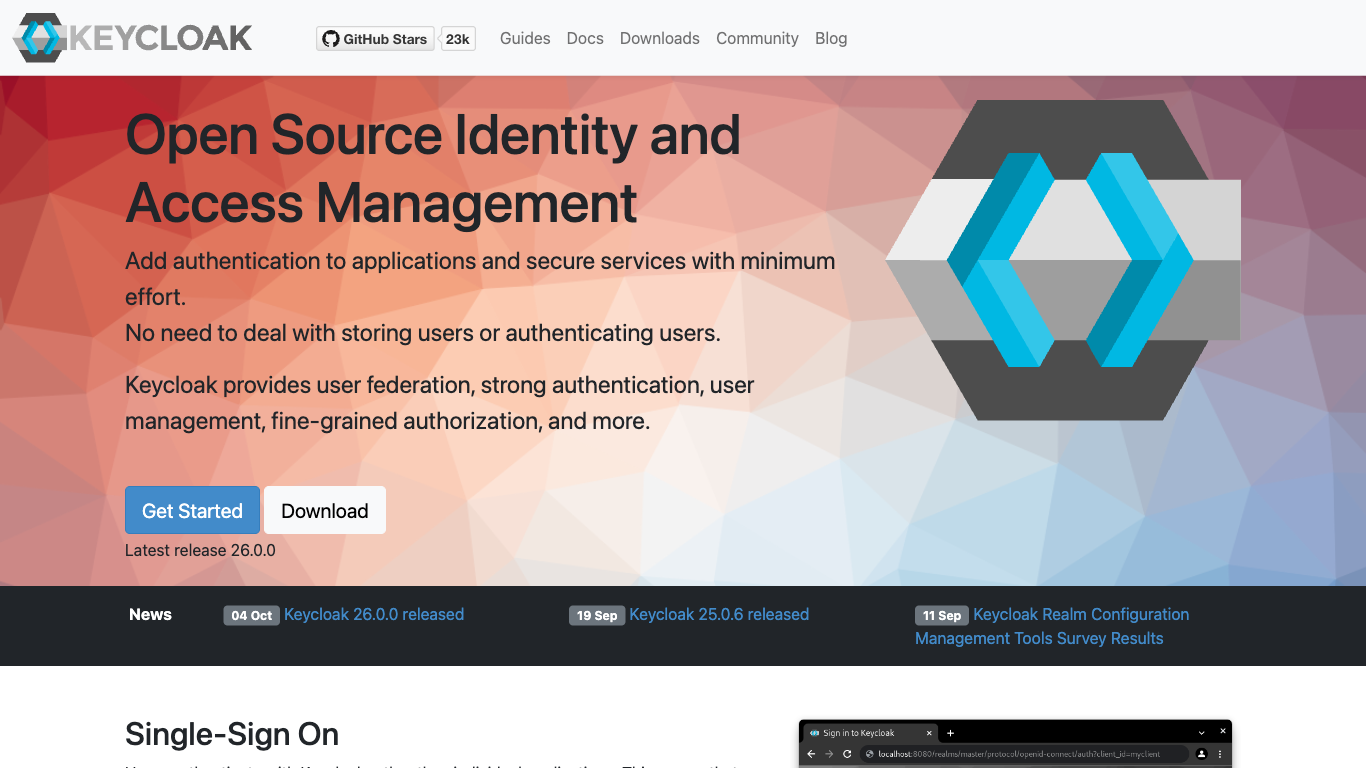 KEYCLOAK
GitHub Stars 23k Guides Docs Downloads Community Blog
Open Source Identity and
Access Management
Add authentication to applications and secure services with minimum
effort.
No need to deal with storing users or authenticating users.
Keycloak provides user federation, strong authentication, user
management, fine-grained authorization, and more.
Get Started Download
Latest release 26.0.0
News
04 Oct Keycloak 26.0.0 released
19 Sep Keycloak 25.0.6 released
11 Sep Keycloak Realm Configuration
Management Tools Survey Results
Single-Sign On
Sign in to Keycloak
localhost:8080/realms/master/protocol/openid-connect/auth?client_id=myclient